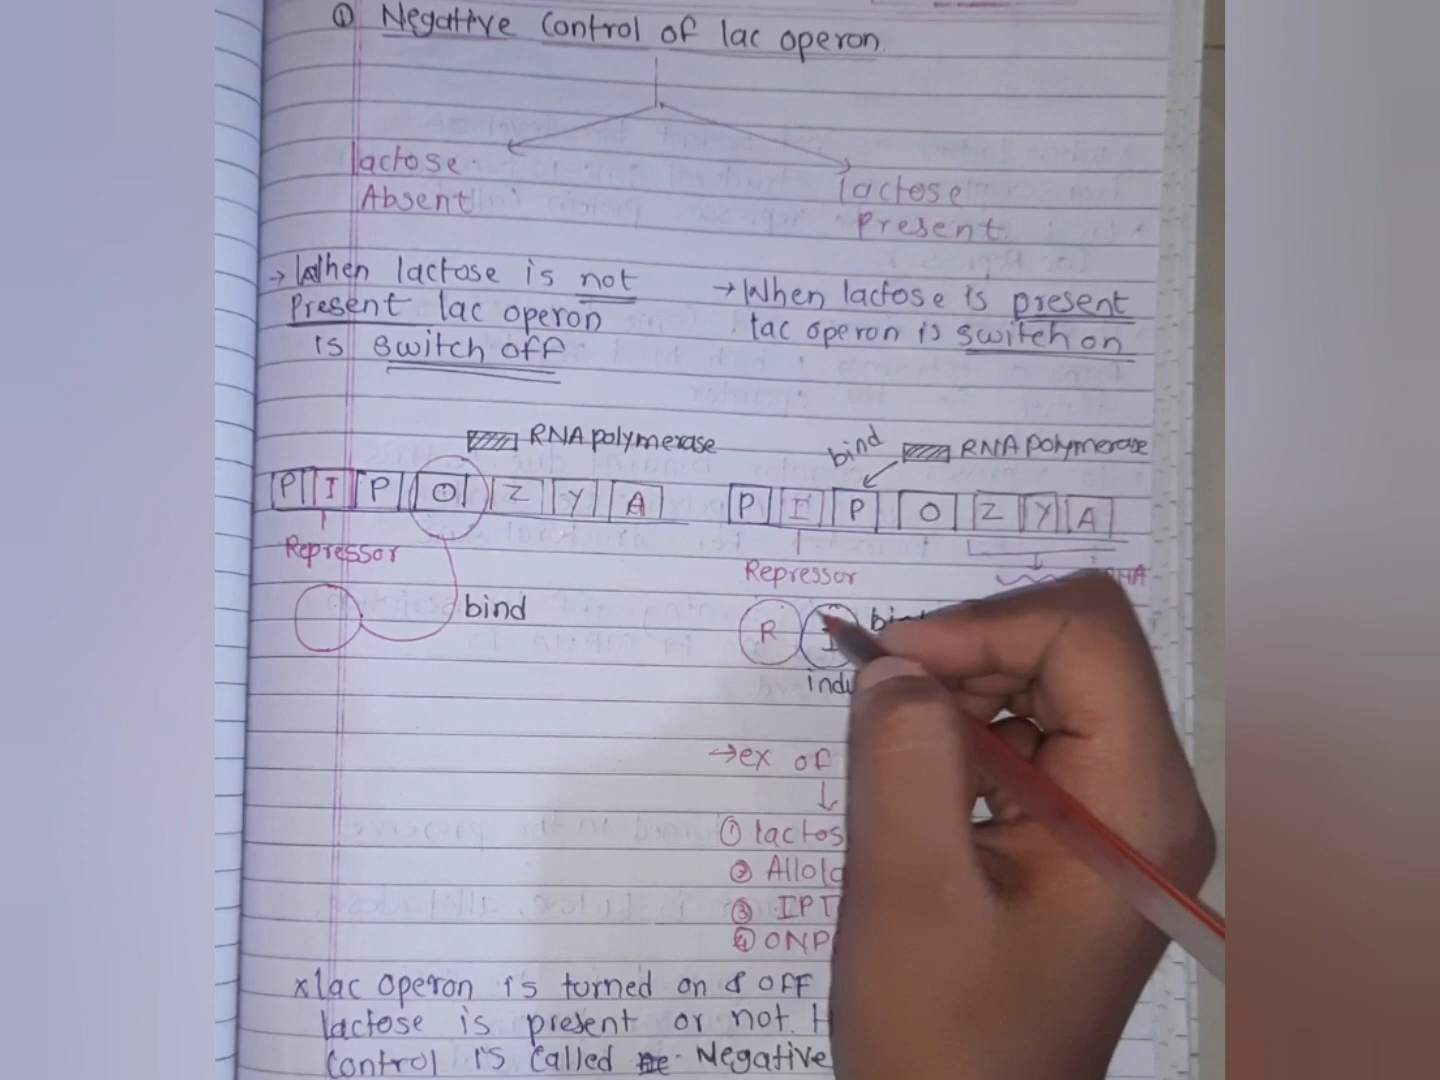 ① Negative Control of lac operon.
lactose
Absent
lactose
Present
→ When lactose is not
Present lac operon
is switch off
→ When lactose is present
lac operon is switch on
RNA polymerase
P I P O Z Y A
Repressor
bind
bind
RNA polymerase
P I P O Z Y A
Repressor
R I
indu
→ ex of
① lactos
② Allola
③ IPT
④ ONP
x lac operon is turned on & OFF
lactose is present or not. H
Control is called Negative